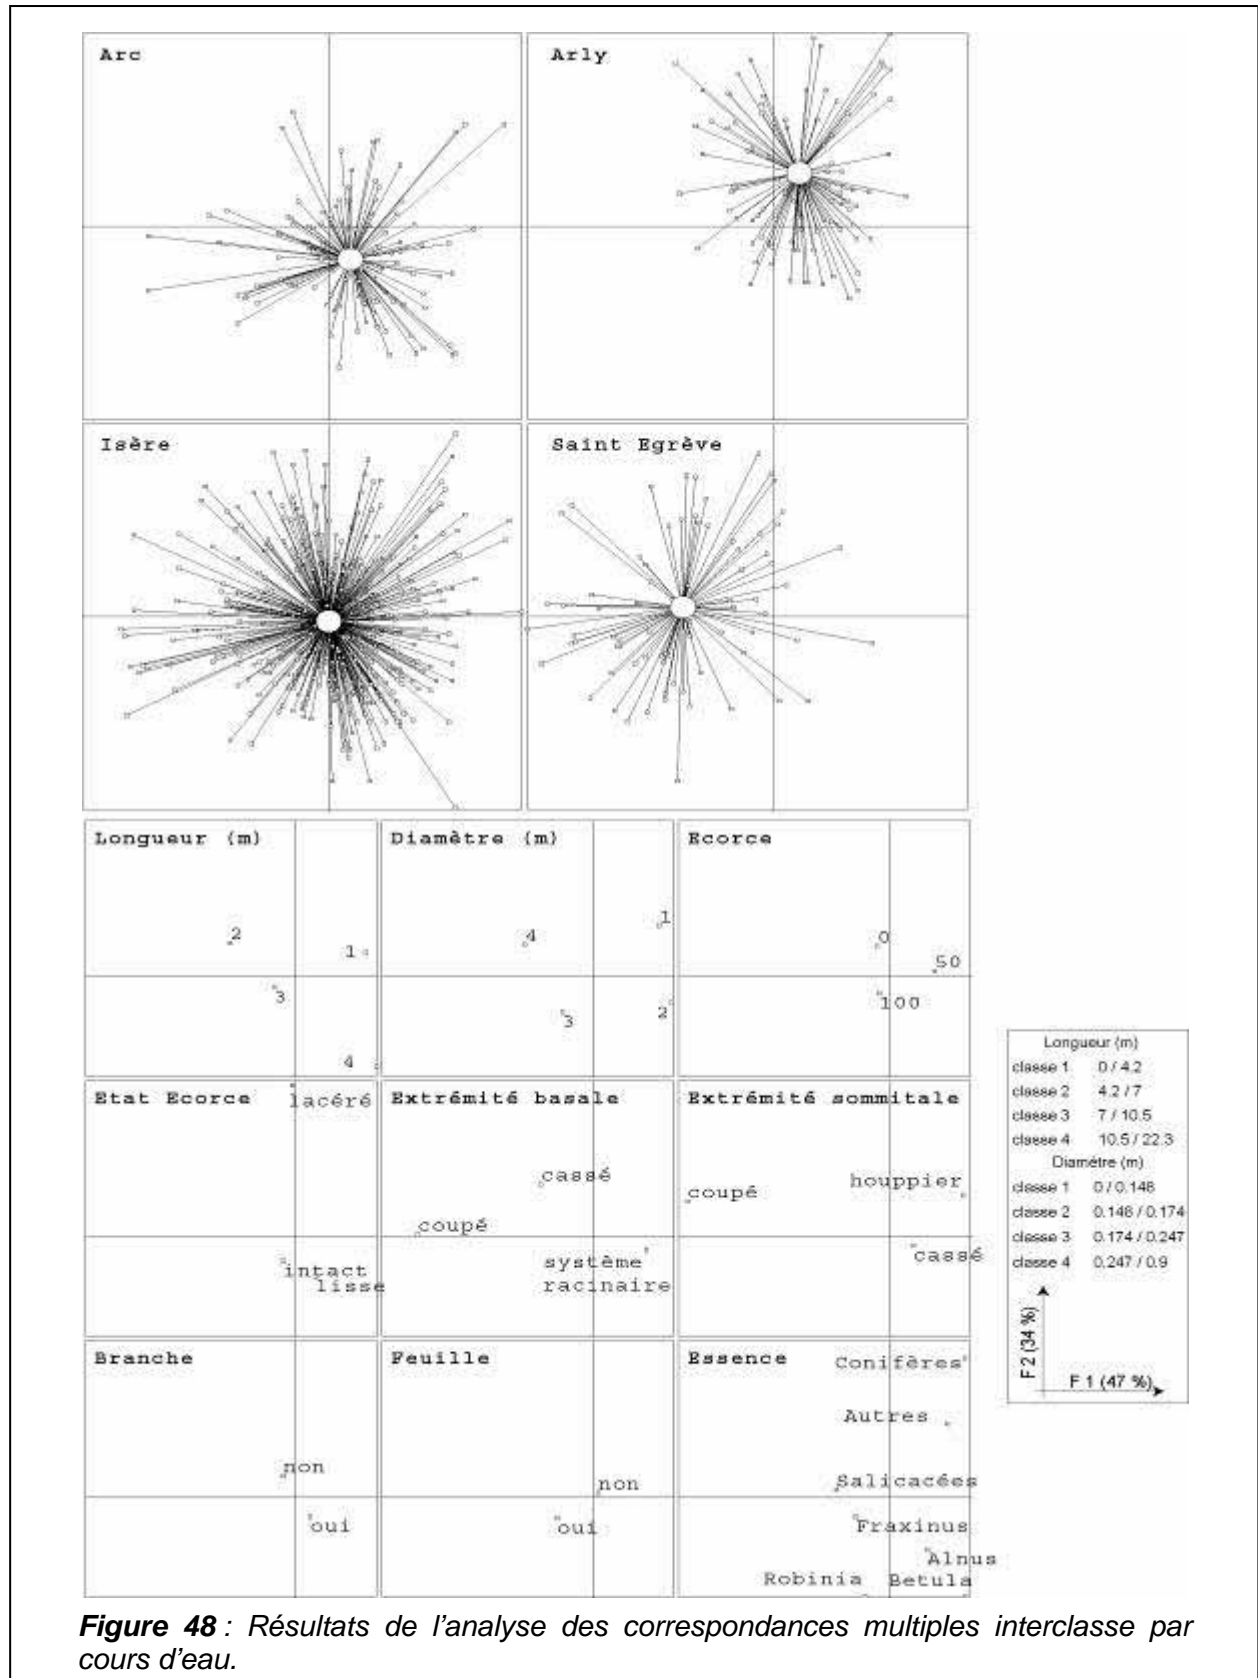 Arc
Arly
Isère
Saint Egrève
Longueur (m)
2
1
3
4
Diamètre (m)
1
4
2
3
Ecorce
0
50
100
Etat Ecorce
lacéré
intact
lisse
Extrémité basale
cassé
coupé
système
racinaire
Extrémité sommitale
coupé
houppier
cassé
Branche
non
oui
Feuille
non
oui
Essence
Conifères
Autres
Salicacées
Fraxinus
Alnus
Robinia
Betula
Longueur (m)
classe 1 0 / 4.2
classe 2 4.2 / 7
classe 3 7 / 10.5
classe 4 10.5 / 22.3
Diamétre (m)
classe 1 0 / 0.148
classe 2 0.148 / 0.174
classe 3 0.174 / 0.247
classe 4 0.247 / 0.9
F 2 (34 %)
F 1 (47 %)
Figure 48 : Résultats de l'analyse des correspondances multiples interclasse par
cours d'eau.